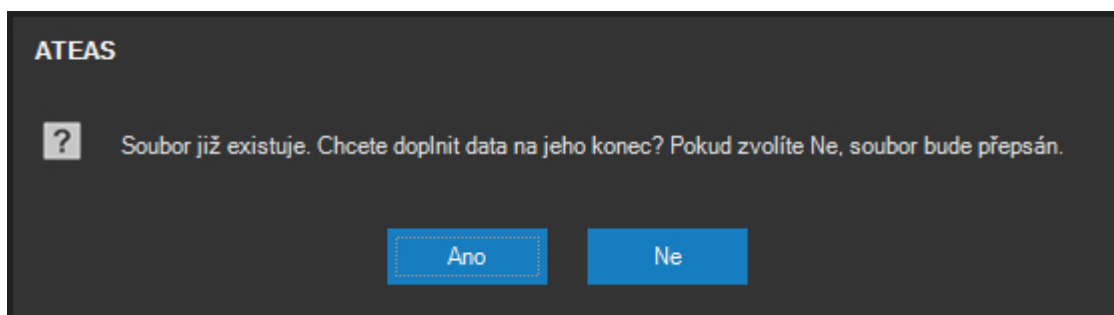 ATEAS
? Soubor již existuje. Chcete doplnit data na jeho konec? Pokud zvolíte Ne, soubor bude přepsán.
Ano Ne